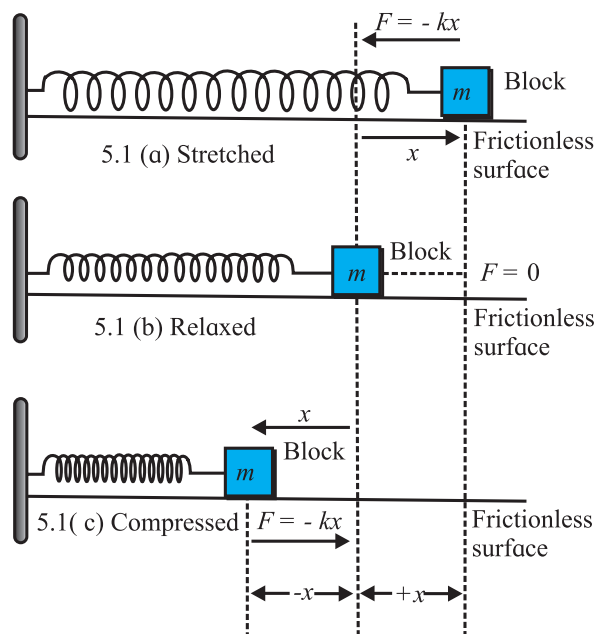 F = - kx
Block
m
x
Frictionless
surface
5.1 (a) Stretched
Block
m
F = 0
5.1 (b) Relaxed
Frictionless
surface
x
Block
m
5.1( c) Compressed
F = - kx
Frictionless
surface
-x
+x